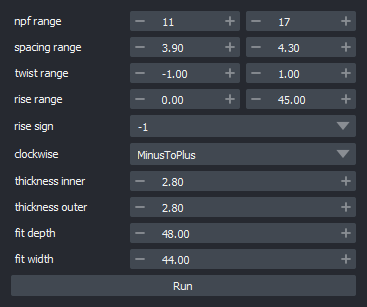 npf range 11 17
spacing range 3.90 4.30
twist range -1.00 1.00
rise range 0.00 45.00
rise sign -1
clockwise MinusToPlus
thickness inner 2.80
thickness outer 2.80
fit depth 48.00
fit width 44.00
Run